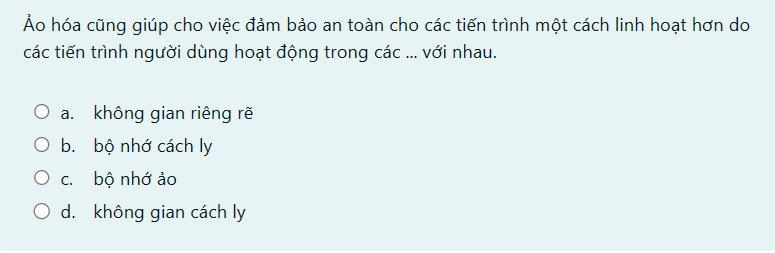 Ảo hóa cũng giúp cho việc đảm bảo an toàn cho các tiến trình một cách linh hoạt hơn do
các tiến trình người dùng hoạt động trong các ... với nhau.
a. không gian riêng rẽ
b. bộ nhớ cách ly
c. bộ nhớ ảo
d. không gian cách ly